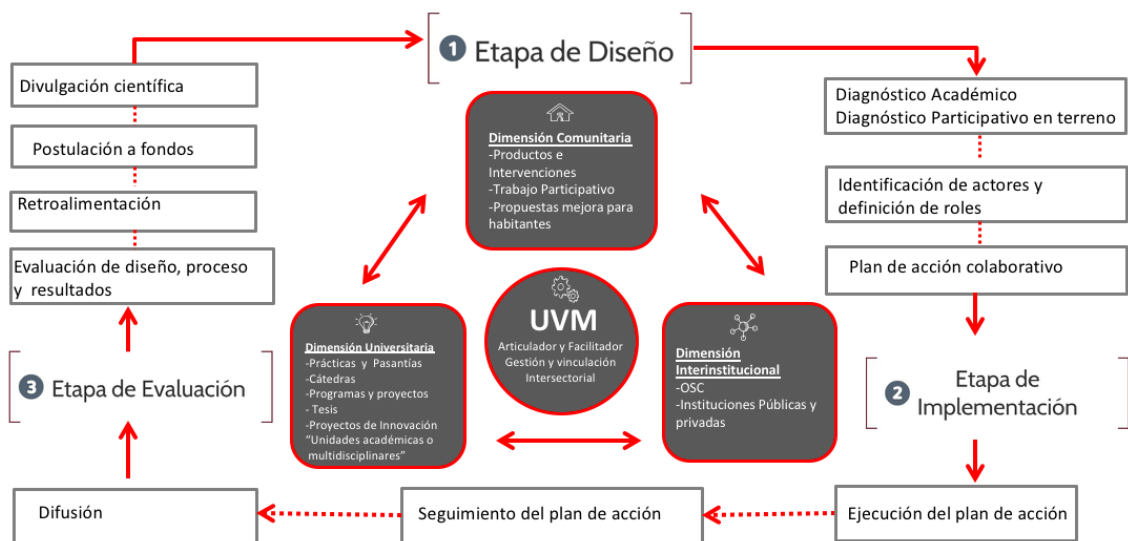 1 Etapa de Diseño
Divulgación científica
Postulación a fondos
Retroalimentación
Evaluación de diseño, proceso
y resultados
3 Etapa de Evaluación
Dimensión Comunitaria
-Productos e
Intervenciones
-Trabajo Participativo
-Propuestas mejora para
habitantes
UVM
Articulador y Facilitador
Gestión y vinculación
Intersectorial
Dimensión Universitaria
-Prácticas y Pasantías
-Cátedras
-Programas y proyectos
- Tesis
-Proyectos de Innovación
"Unidades académicas o
multidisciplinares"
Dimensión
Interinstitucional
-OSC
-Instituciones Públicas y
privadas
Diagnóstico Académico
Diagnóstico Participativo en terreno
Identificación de actores y
definición de roles
Plan de acción colaborativo
2 Etapa de
Implementación
Difusión
Seguimiento del plan de acción
Ejecución del plan de acción